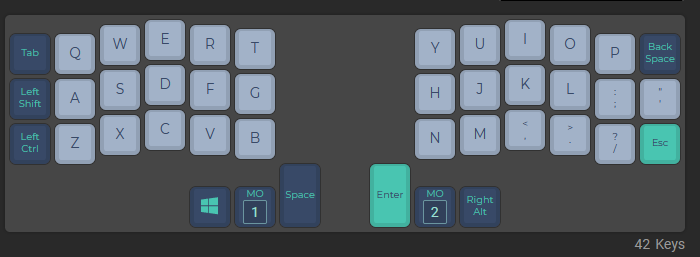 Tab Q W E R T Y U I O P Back Space
Left Shift A S D F G H J K L : ; " '
Left Ctrl Z X C V B N M < , > . ? / Esc
MO 1 Space Enter MO 2 Right Alt
42 Keys